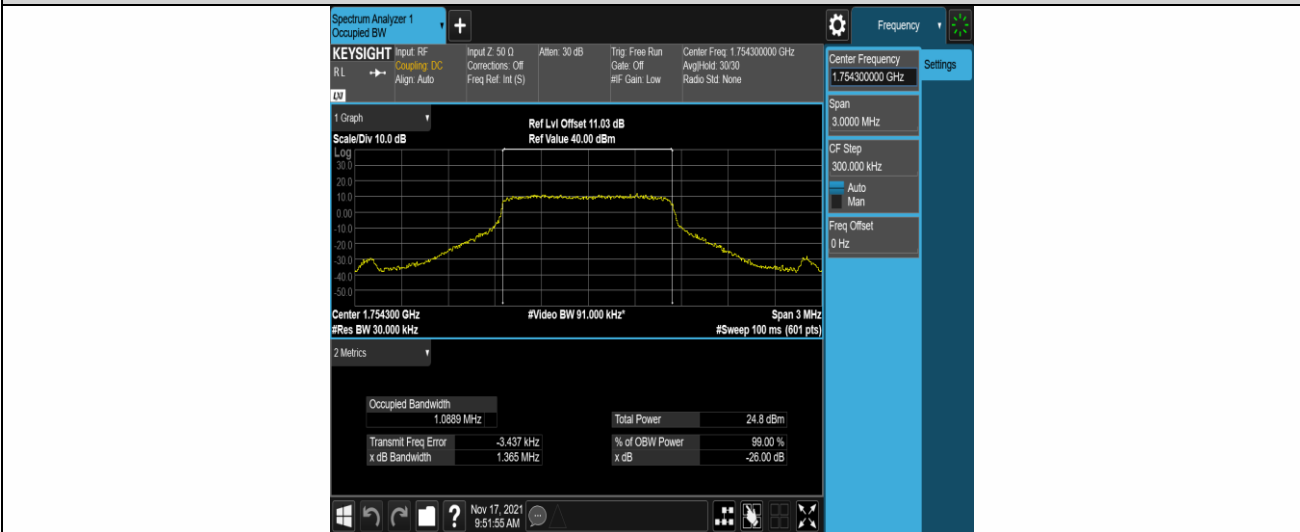 Spectrum Analyzer 1
Occupied BW
+
Frequency
KEYSIGHT
R L
Input: RF
Coupling: DC
Align: Auto
Input Z: 50 Ω
Corrections: Off
Freq Ref: Int (S)
Atten: 30 dB
Trig: Free Run
Gate: Off
#IF Gain: Low
Center Freq: 1.754300000 GHz
Avg|Hold: 30/30
Radio Std: None
LXI
Center Frequency
1.754300000 GHz
Settings
Span
3.0000 MHz
CF Step
300.000 kHz
Auto
Man
Freq Offset
0 Hz
1 Graph
Scale/Div 10.0 dB
Ref Lvl Offset 11.03 dB
Ref Value 40.00 dBm
Log
30.0
20.0
10.0
0.00
-10.0
-20.0
-30.0
-40.0
-50.0
Center 1.754300 GHz
#Res BW 30.000 kHz
#Video BW 91.000 kHz*
Span 3 MHz
#Sweep 100 ms (601 pts)
2 Metrics
Occupied Bandwidth
1.0889 MHz
Total Power 24.8 dBm
Transmit Freq Error -3.437 kHz
% of OBW Power 99.00 %
x dB Bandwidth 1.365 MHz
x dB -26.00 dB
?
Nov 17, 2021
9:51:55 AM